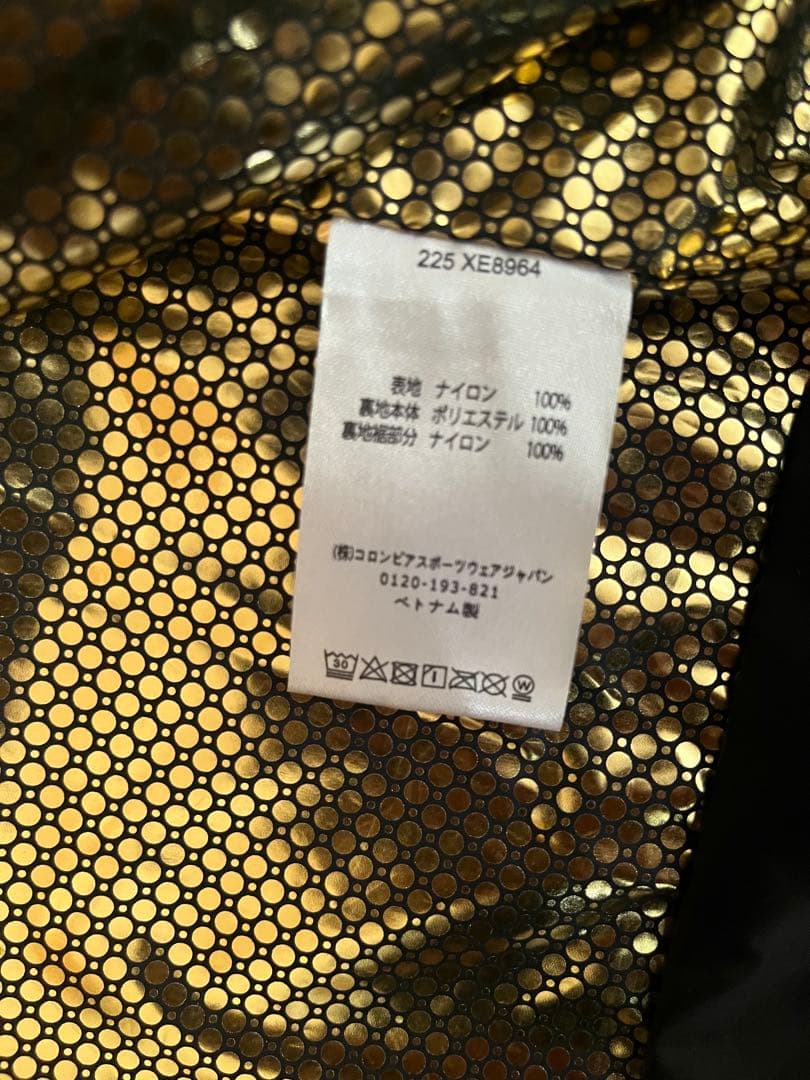 225 XE8964
表地 ナイロン 100%
裏地本体 ポリエステル 100%
裏地裾部分 ナイロン 100%
(株)コロンビアスポーツウェアジャパン
0120-193-821
ベトナム製
30 W